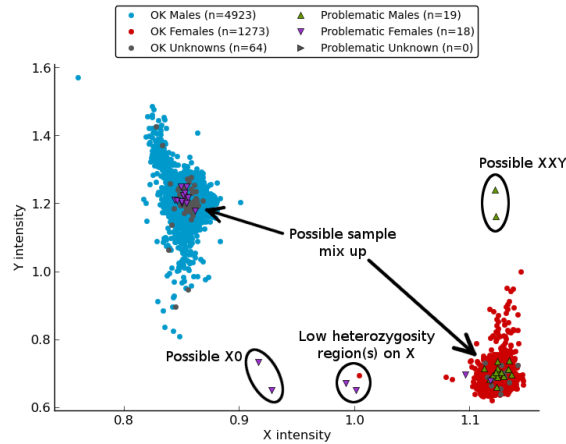 OK Males (n=4923)
OK Females (n=1273)
OK Unknowns (n=64)
Problematic Males (n=19)
Problematic Females (n=18)
Problematic Unknown (n=0)
1.6
1.4
1.2
1.0
0.8
0.6
Y intensity
Possible XXY
Possible sample
mix up
Possible X0
Low heterozygosity
region(s) on X
0.8
0.9
1.0
1.1
X intensity